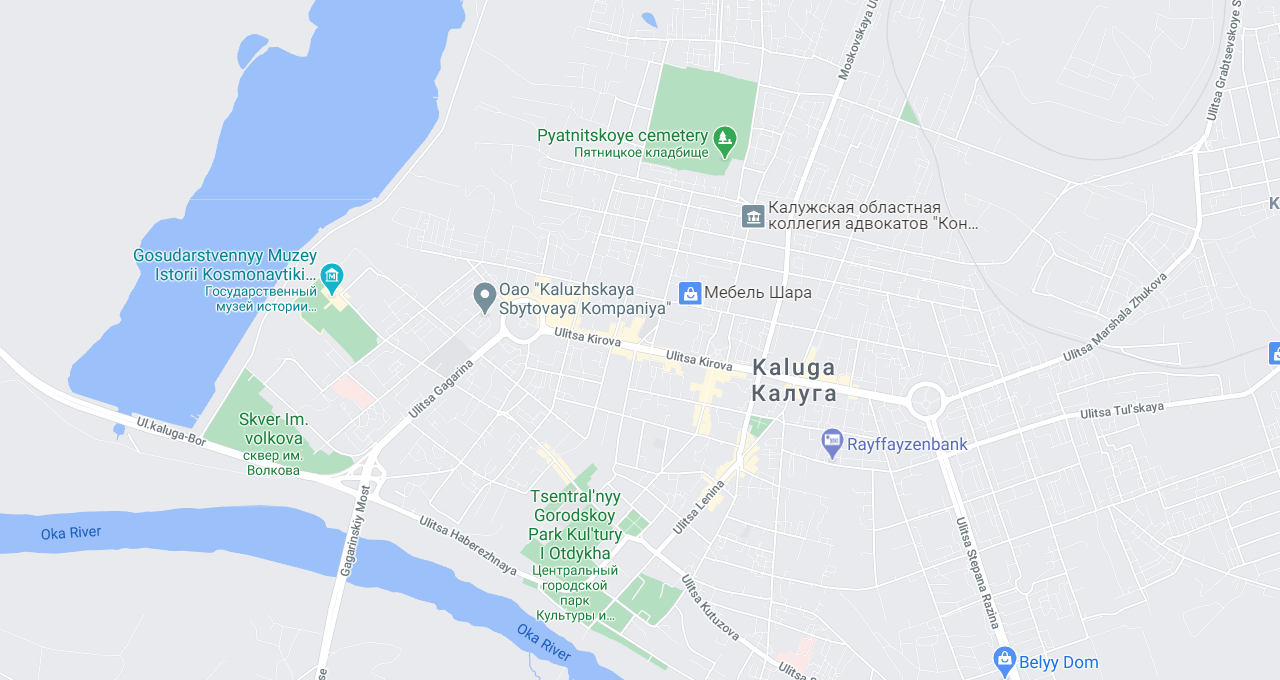 Moskovskaya Ul
Ulitsa Grabtsevskoye S
Pyatnitskoye cemetery
Пятницкое кладбище
Калужская областная
коллегия адвокатов "Кон...
K
Gosudarstvennyy Muzey
Istorii Kosmonavtiki...
Государственный
музей истории...
Oao "Kaluzhskaya
Sbytovaya Kompaniya"
Мебель Шара
Ulitsa Kirova
Ulitsa Kirova
Ulitsa Marshala Zhukova
Kaluga
Калуга
Ulitsa Gagarina
Ulitsa Tul'skaya
Ul.kaluga-Bor
Skver Im.
volkova
сквер им.
Волкова
Rayffayzenbank
Tsentral'nyy
Gorodskoy
Park Kul'tury
I Otdykha
Центральный
городской
парк
Культуры и...
Ulitsa Lenina
Oka River
Gagarinskiy Most
Ulitsa Haberezhnaya
Ulitsa Stepana Razina
Ulitsa Kutuzova
Oka River
Belyy Dom
Ulitsa S
se